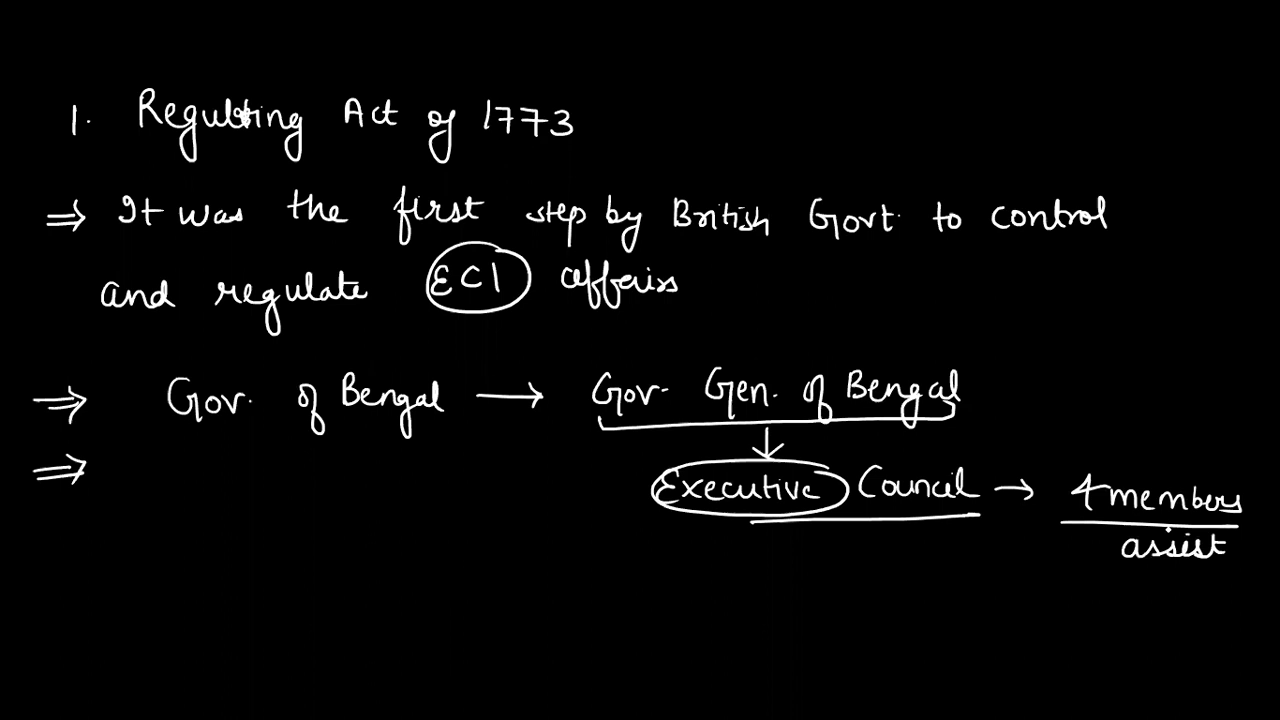 1. Regulating Act of 1773
⇒ It was the first step by British Govt. to control
and regulate ECI affairs
⇒ Gov. of Bengal → Gov. Gen. of Bengal
⇒ Executive Council → 4 members
assist